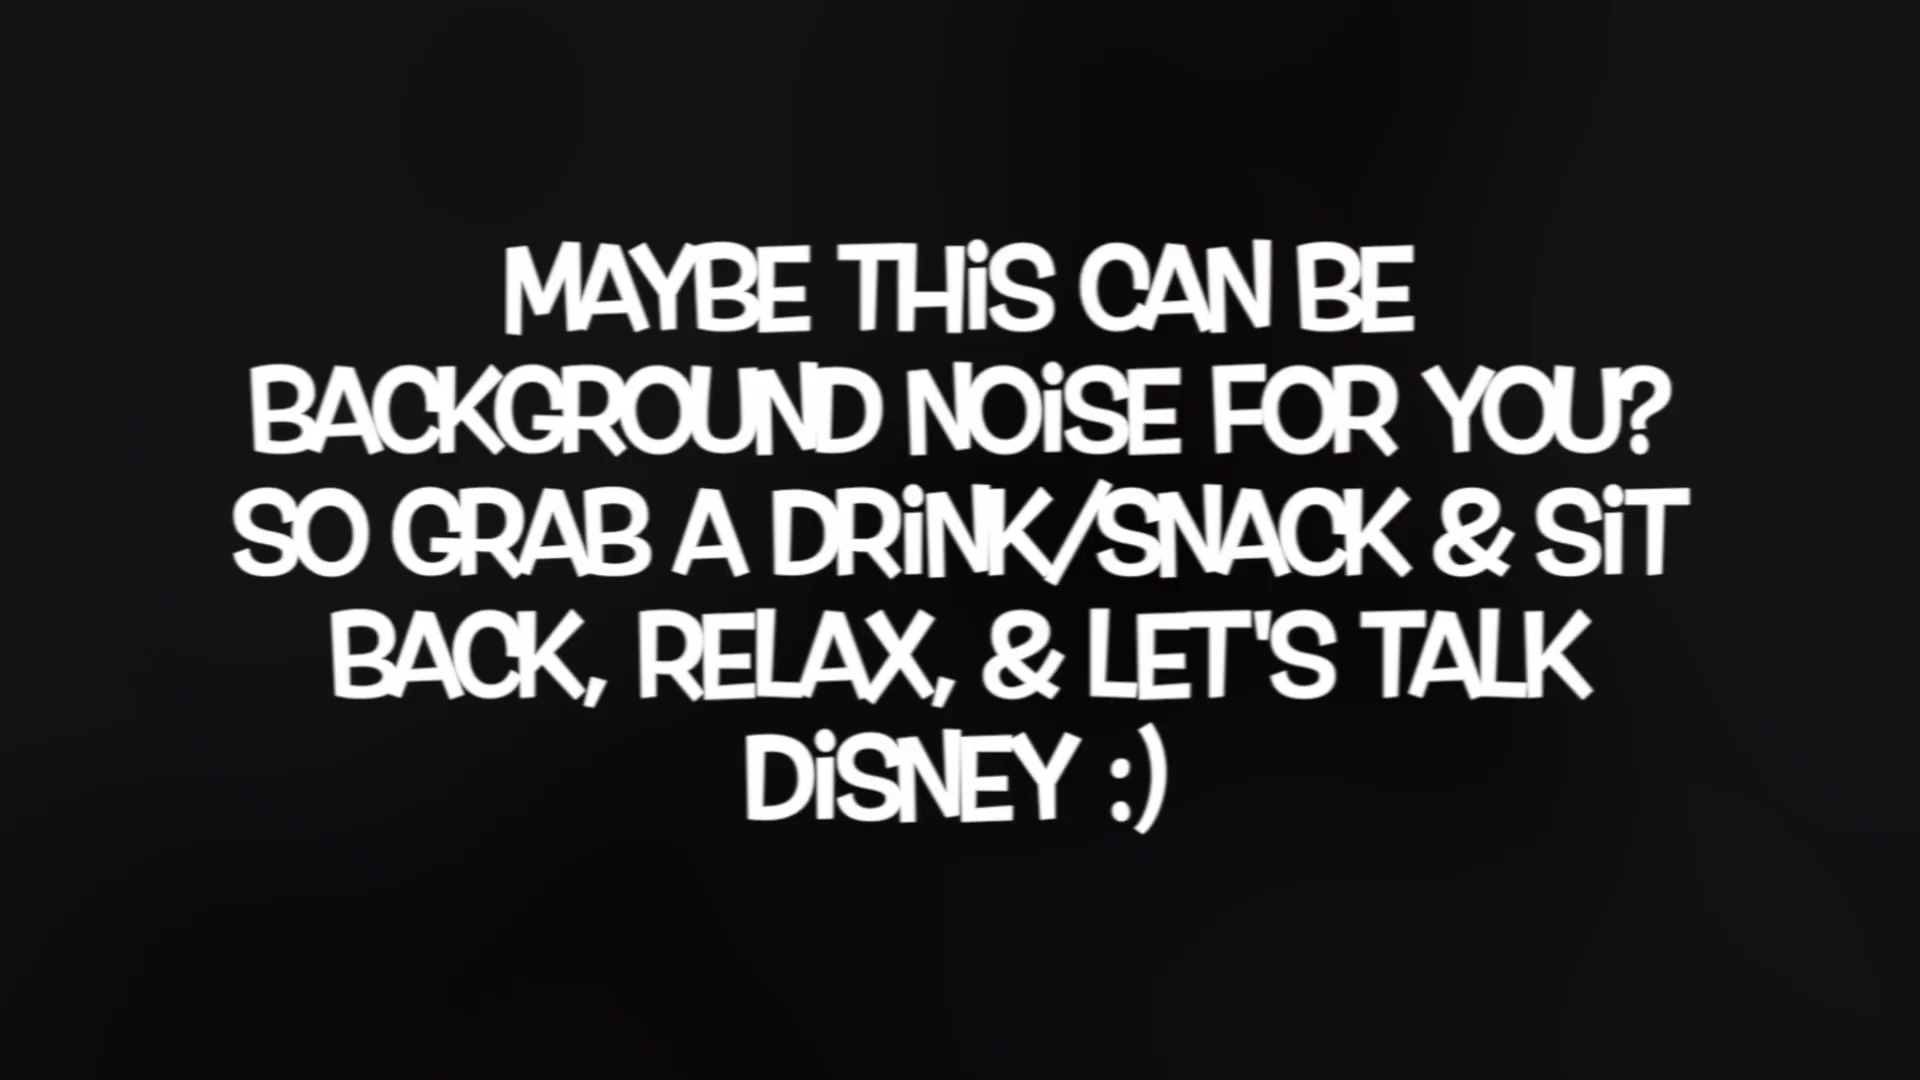 MAYBE THiS CAN BE
BACKGROUND NOiSE FOR YOU?
SO GRAB A DRiNK/SNACK & SiT
BACK, RELAX, & LET'S TALK
DiSNEY :)